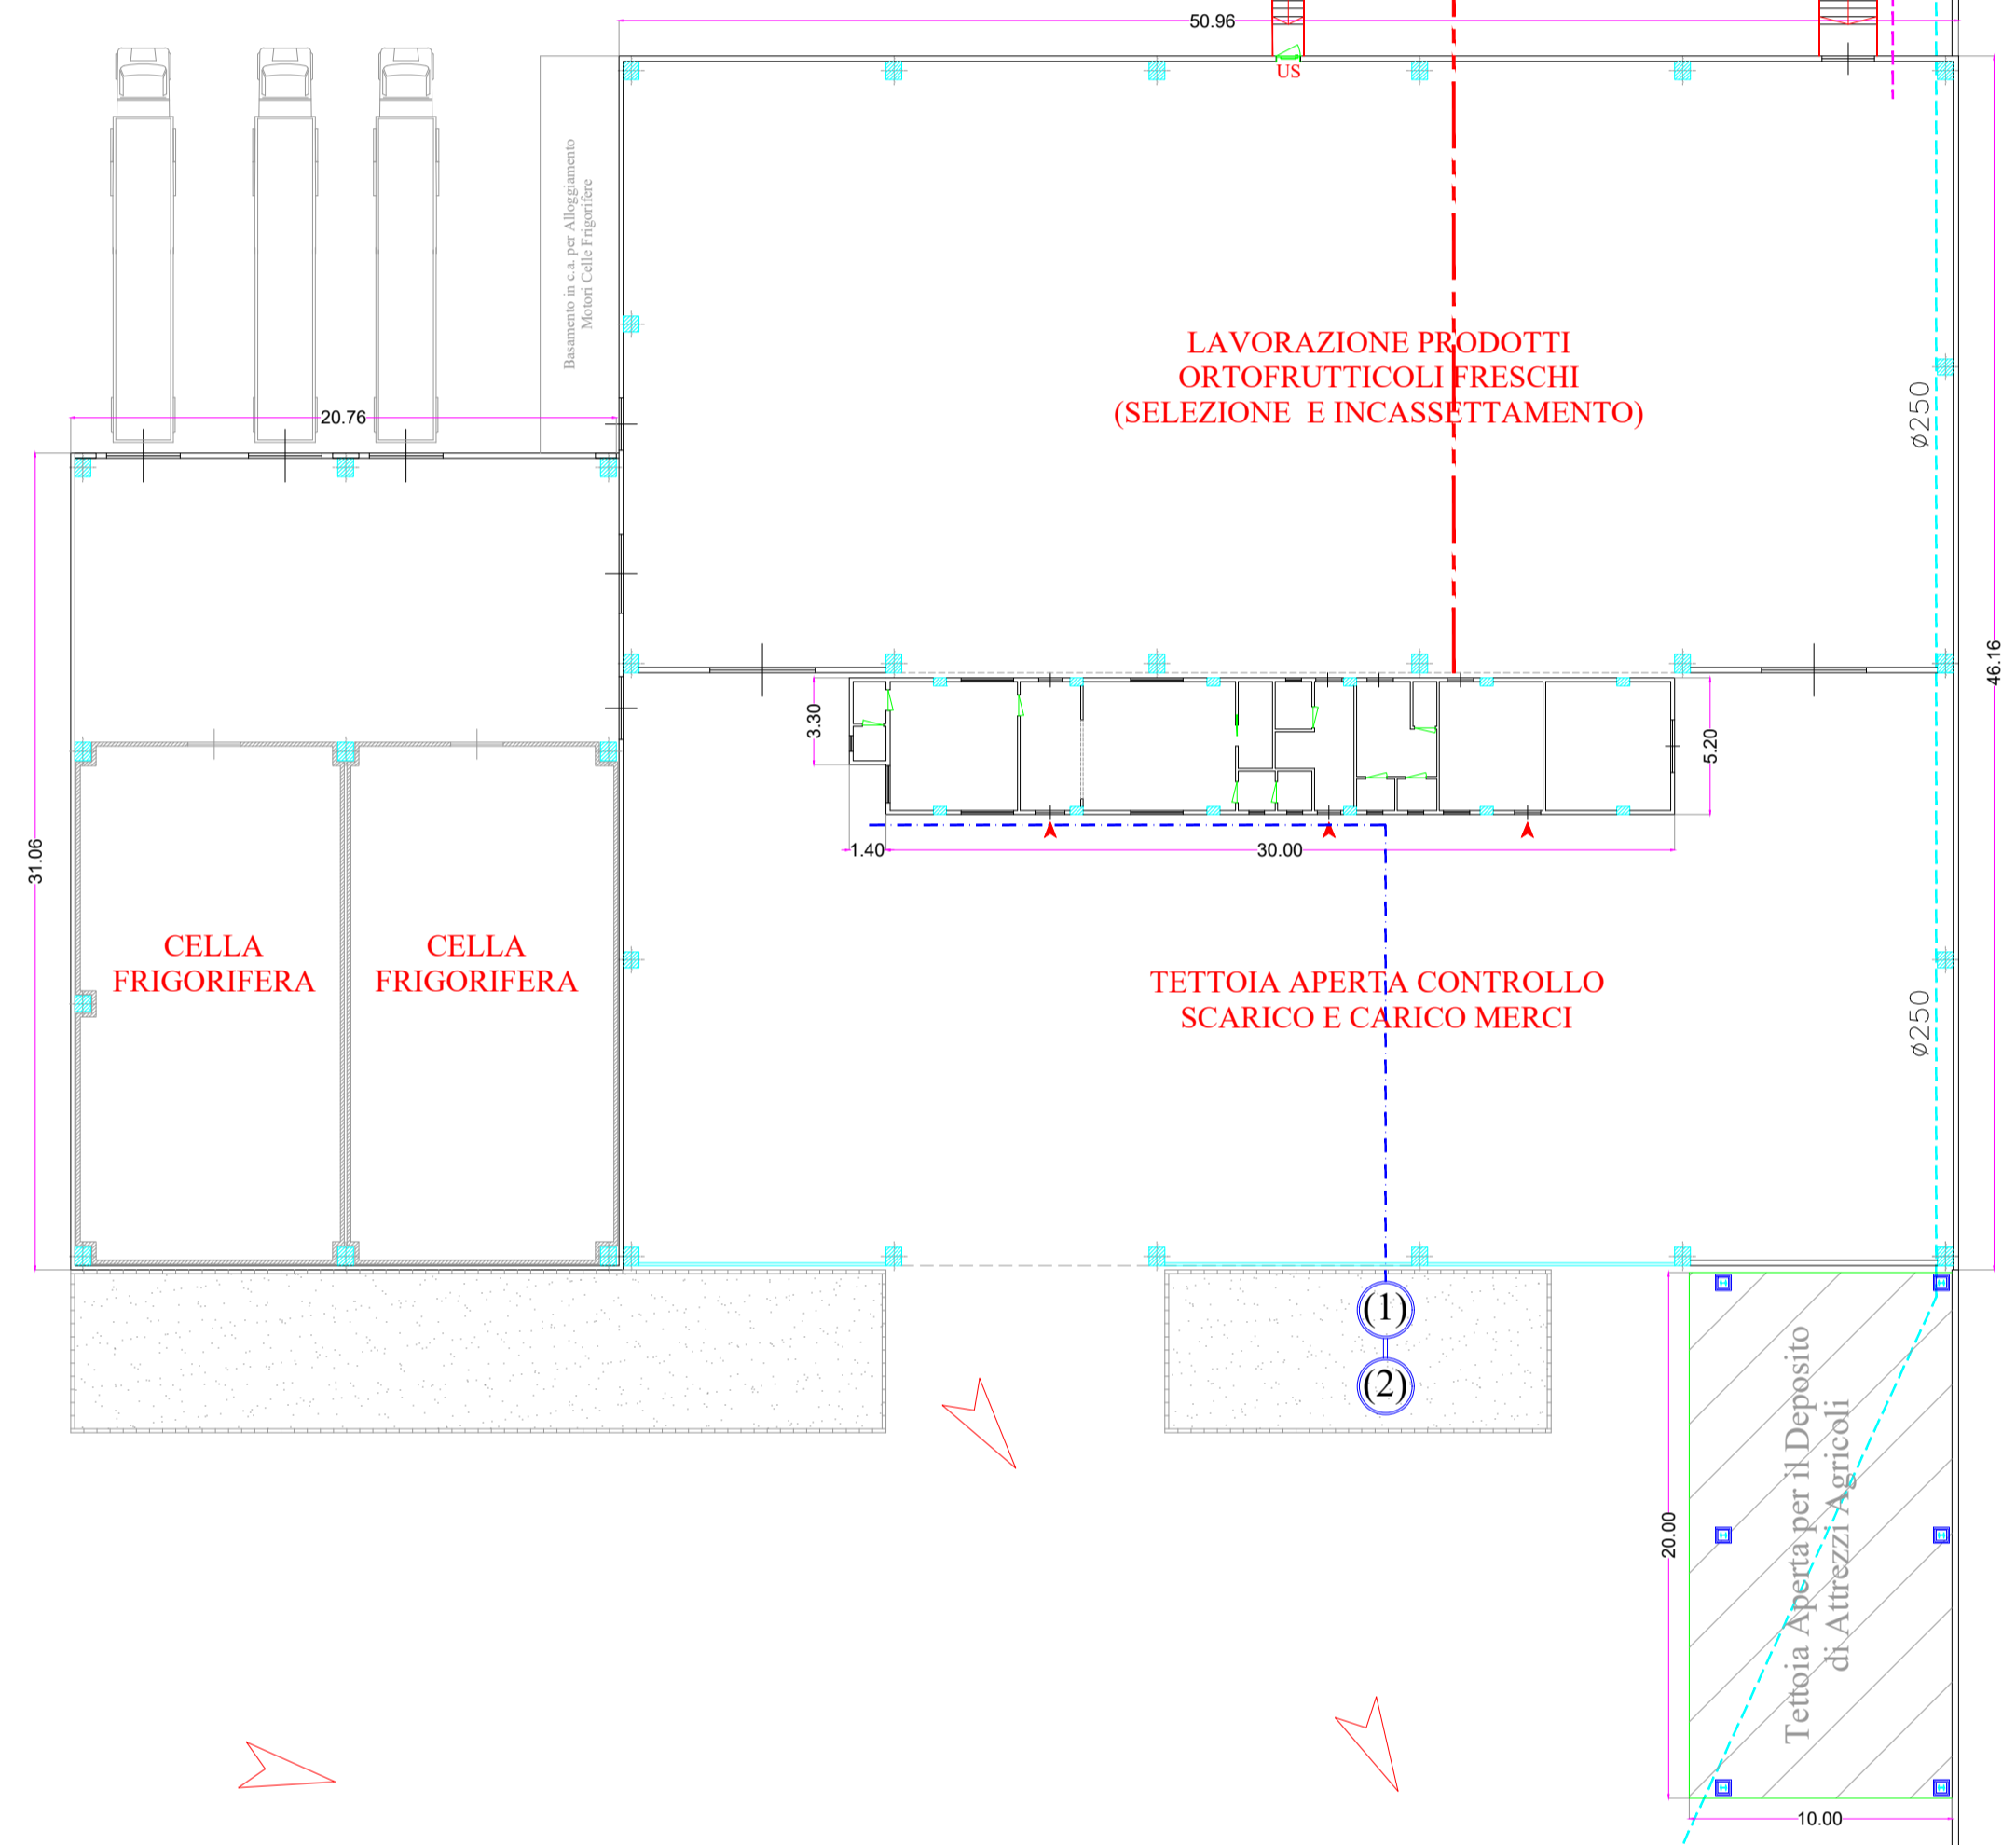 50.96
US
Basamento in c.a. per Alloggiamento
Motori Celle Frigorifere
LAVORAZIONE PRODOTTI
ORTOFRUTTICOLI FRESCHI
(SELEZIONE E INCASSETTAMENTO)
ø250
20.76
46.16
3.30
5.20
1.40
30.00
31.06
CELLA
FRIGORIFERA
CELLA
FRIGORIFERA
TETTOIA APERTA CONTROLLO
SCARICO E CARICO MERCI
ø250
(1)
(2)
Tettoia Aperta per il Deposito
di Attrezzi Agricoli
20.00
10.00